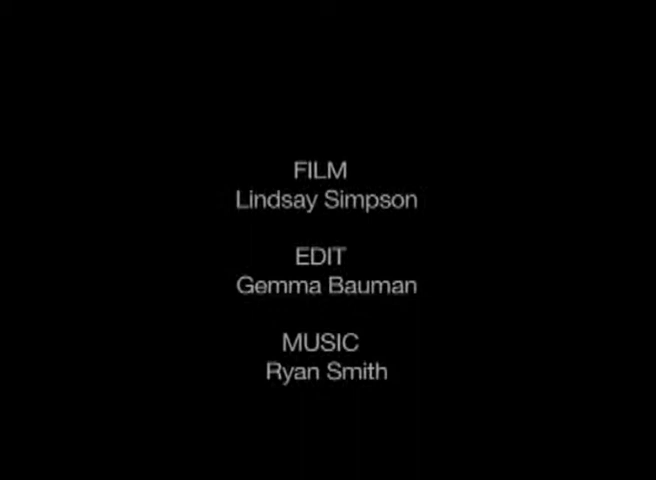 FILM
Lindsay Simpson
EDIT
Gemma Bauman
MUSIC
Ryan Smith